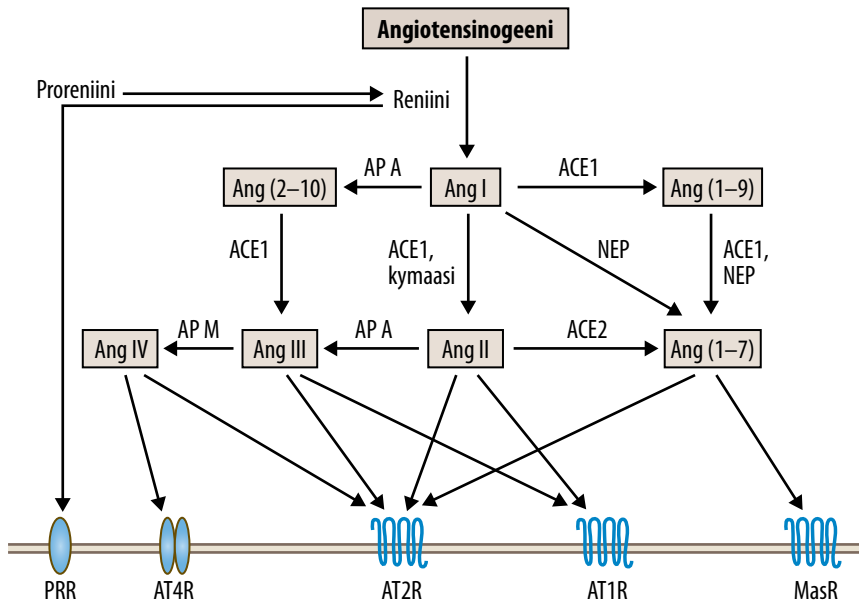 Angiotensinogeeni
Proreniini
Reniini
AP A
ACE1
Ang (2–10)
Ang I
Ang (1–9)
ACE1
ACE1,
kymaasi
NEP
ACE1,
NEP
AP M
AP A
ACE2
Ang IV
Ang III
Ang II
Ang (1–7)
PRR
AT4R
AT2R
AT1R
MasR